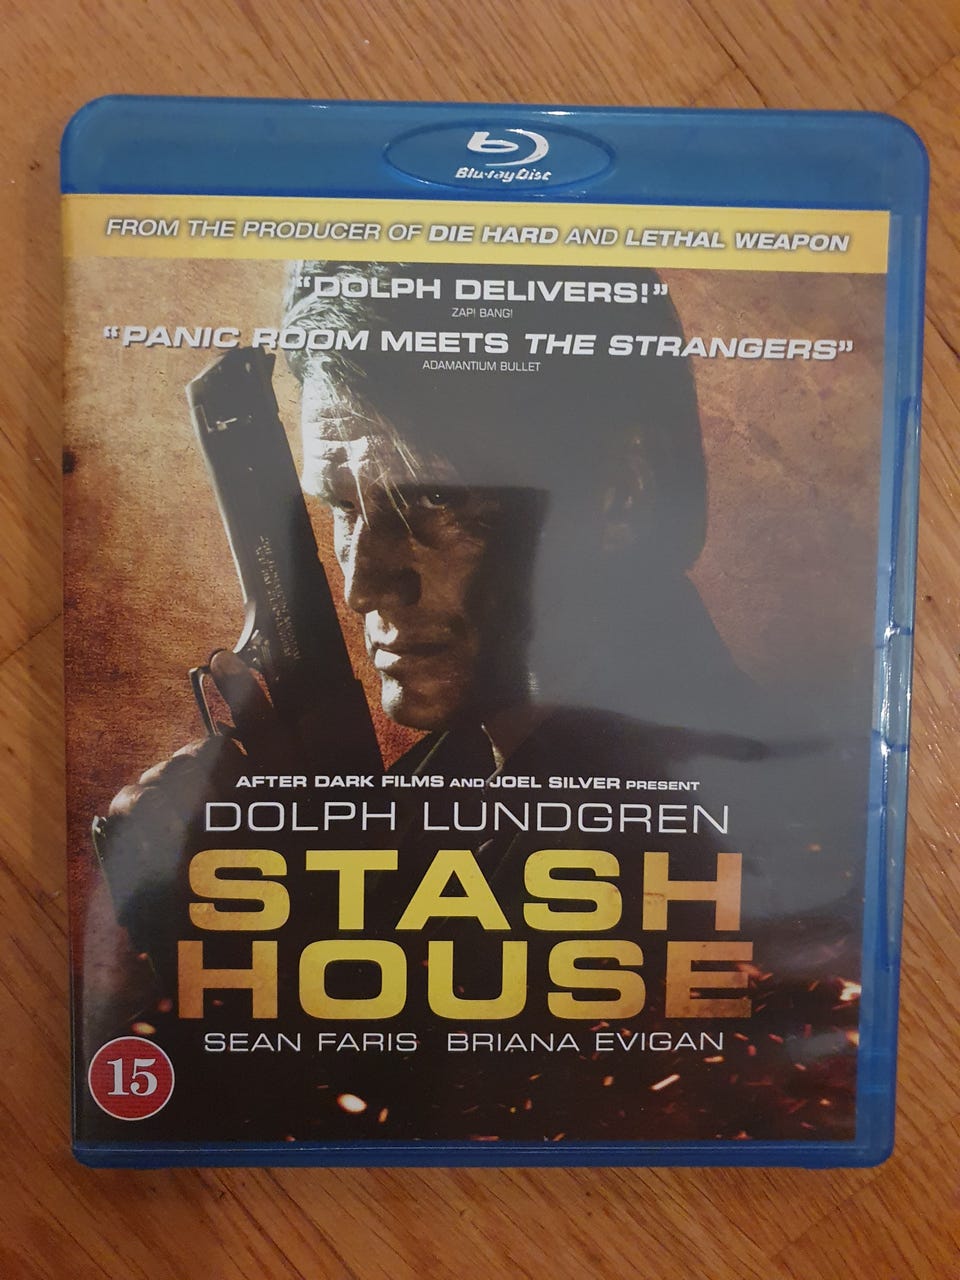 Blu-ray Disc
FROM THE PRODUCER OF DIE HARD AND LETHAL WEAPON
“DOLPH DELIVERS!”
ZAP! BANG!
“PANIC ROOM MEETS THE STRANGERS”
ADAMANTIUM BULLET
AFTER DARK FILMS AND JOEL SILVER PRESENT
DOLPH LUNDGREN
STASH
HOUSE
SEAN FARIS BRIANA EVIGAN
15